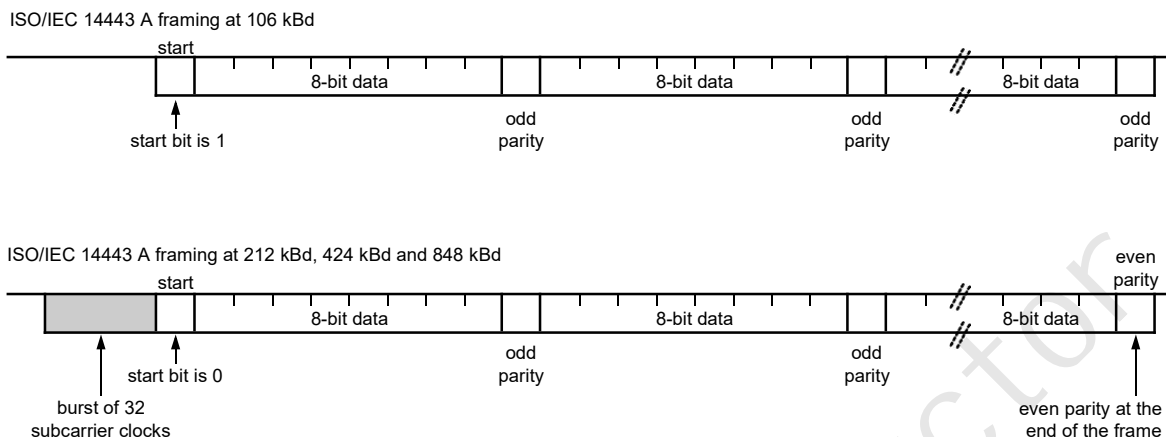 ISO/IEC 14443 A framing at 106 kBd
start
8-bit data
8-bit data
8-bit data
start bit is 1
odd
parity
odd
parity
odd
parity
ISO/IEC 14443 A framing at 212 kBd, 424 kBd and 848 kBd
start
even
parity
8-bit data
8-bit data
8-bit data
start bit is 0
odd
parity
odd
parity
burst of 32
subcarrier clocks
even parity at the
end of the frame
ctor